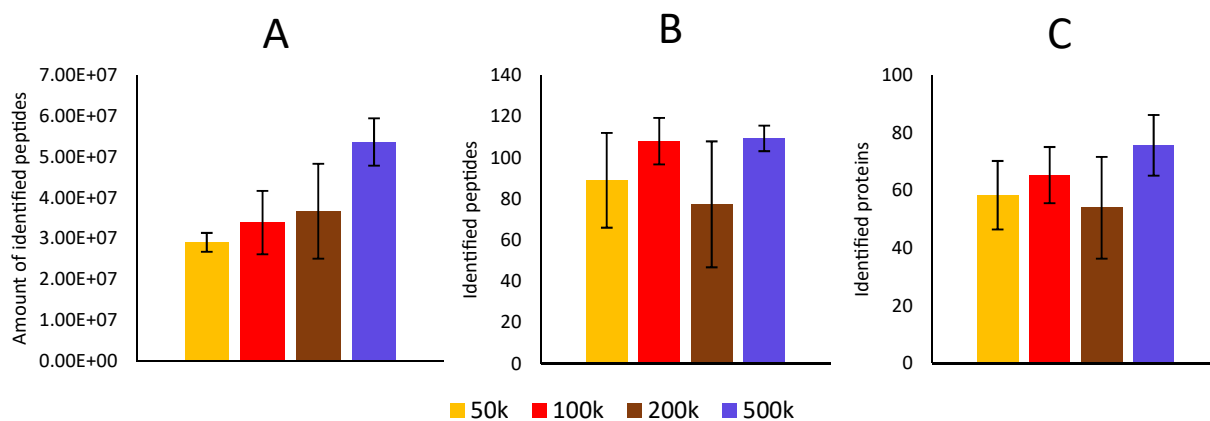 A
B
C
Amount of identified peptides
7.00E+07
6.00E+07
5.00E+07
4.00E+07
3.00E+07
2.00E+07
1.00E+07
0.00E+00
Identified peptides
140
120
100
80
60
40
20
0
Identified proteins
100
80
60
40
20
0
50k 100k 200k 500k